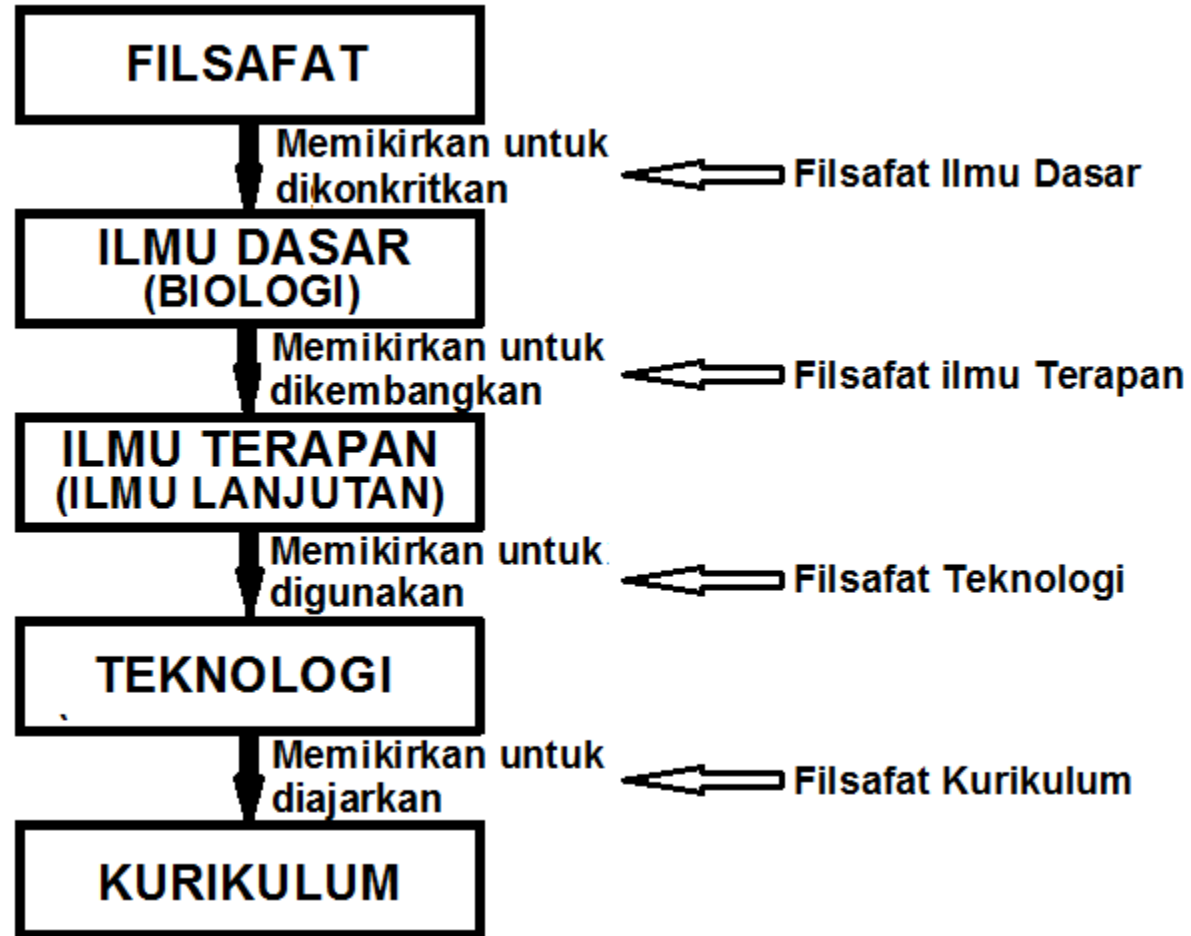 FILSAFAT
Memikirkan untuk
dikonkritkan
Filsafat Ilmu Dasar
ILMU DASAR
(BIOLOGI)
Memikirkan untuk
dikembangkan
Filsafat ilmu Terapan
ILMU TERAPAN
(ILMU LANJUTAN)
Memikirkan untuk
digunakan
Filsafat Teknologi
TEKNOLOGI
Memikirkan untuk
diajarkan
Filsafat Kurikulum
KURIKULUM